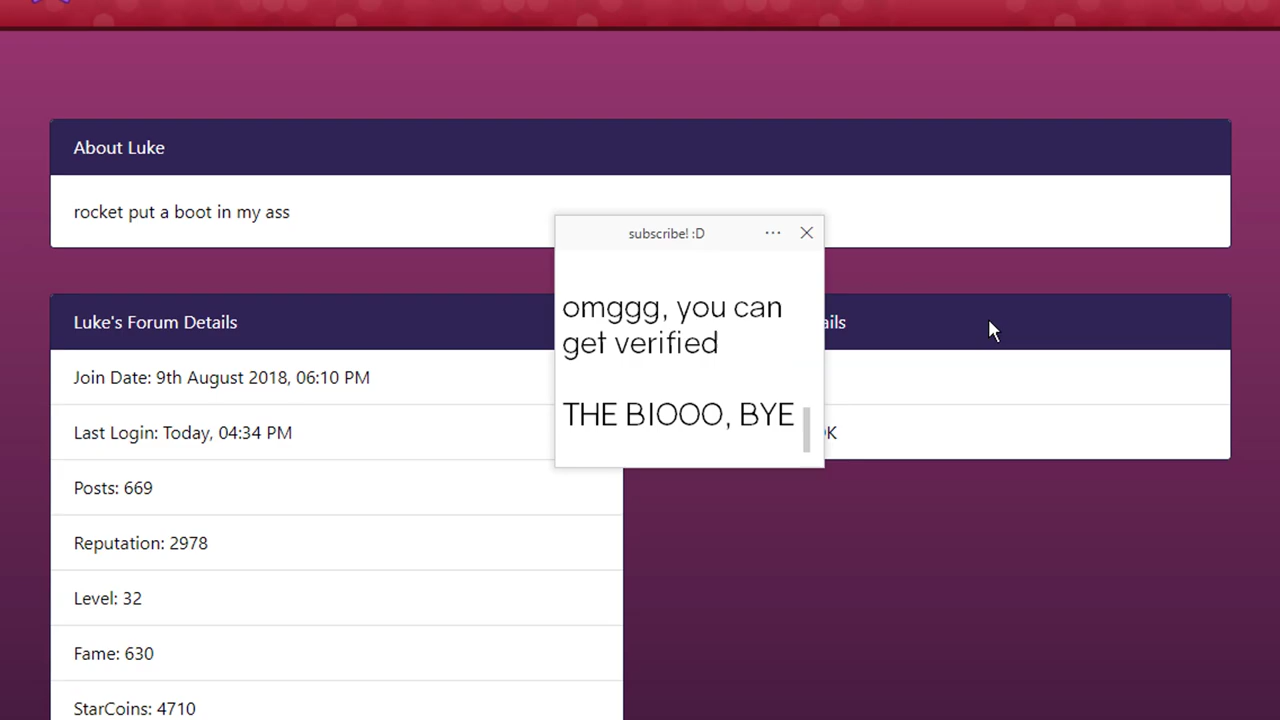 About Luke
rocket put a boot in my ass
subscribe! :D
omggg, you can
get verified
THE BIOOO, BYE
Luke's Forum Details
ails
Join Date: 9th August 2018, 06:10 PM
Last Login: Today, 04:34 PM
Posts: 669
Reputation: 2978
Level: 32
Fame: 630
StarCoins: 4710